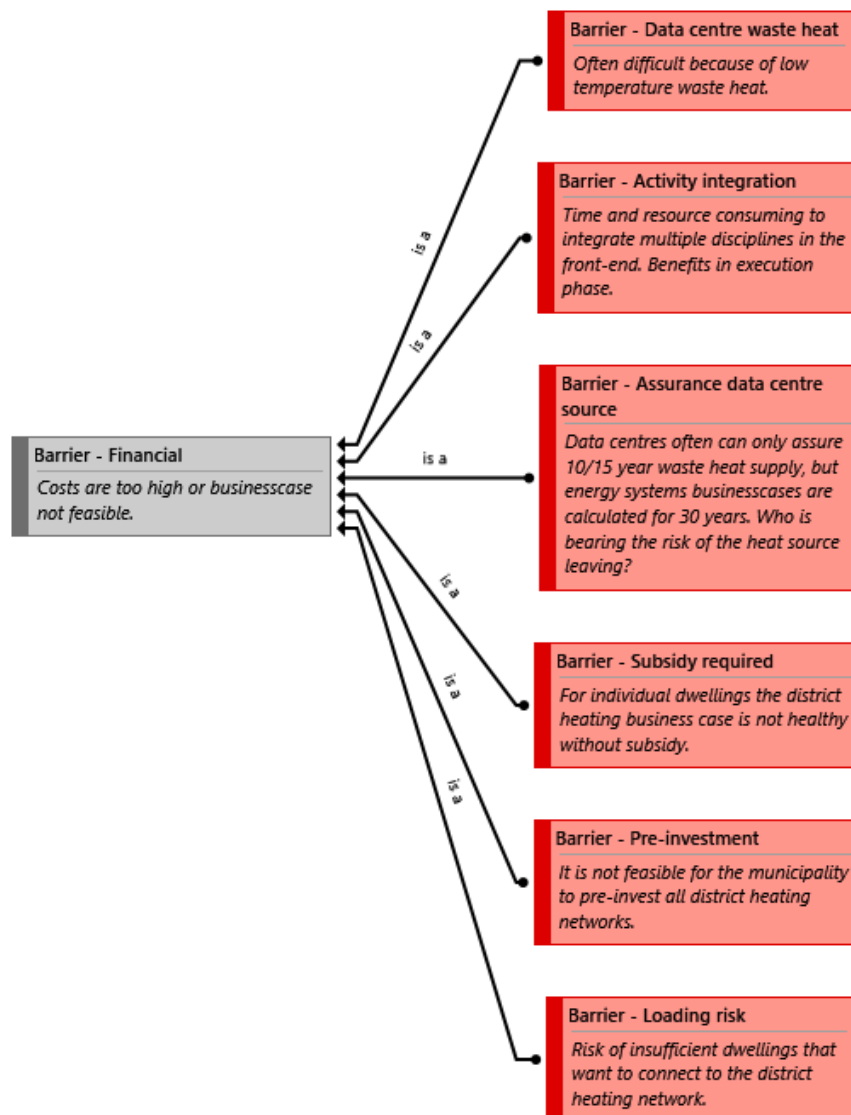 Barrier - Data centre waste heat
Often difficult because of low
temperature waste heat.
is a
Barrier - Activity integration
Time and resource consuming to
integrate multiple disciplines in the
front-end. Benefits in execution
phase.
is a
Barrier - Assurance data centre
source
Data centres often can only assure
10/15 year waste heat supply, but
energy systems businesscases are
calculated for 30 years. Who is
bearing the risk of the heat source
leaving?
is a
Barrier - Financial
Costs are too high or businesscase
not feasible.
is a
Barrier - Subsidy required
For individual dwellings the district
heating business case is not healthy
without subsidy.
is a
Barrier - Pre-investment
It is not feasible for the municipality
to pre-invest all district heating
networks.
is a
Barrier - Loading risk
Risk of insufficient dwellings that
want to connect to the district
heating network.